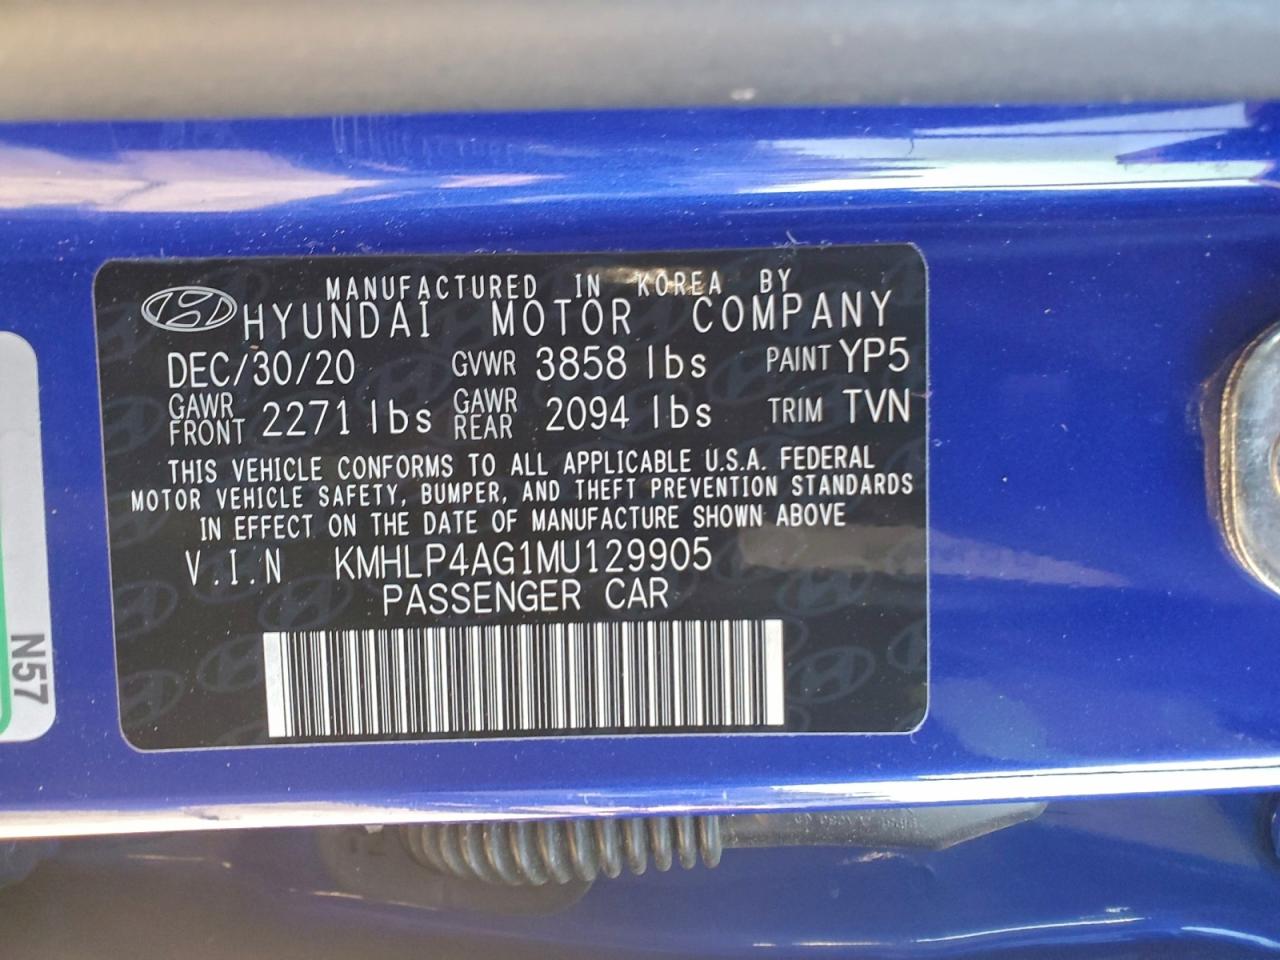 MANUFACTURED IN KOREA BY
HYUNDAI MOTOR COMPANY
DEC/30/20 GVWR 3858 lbs PAINT YP5
GAWR FRONT 2271 lbs GAWR REAR 2094 lbs TRIM TVN
THIS VEHICLE CONFORMS TO ALL APPLICABLE U.S.A. FEDERAL
MOTOR VEHICLE SAFETY, BUMPER, AND THEFT PREVENTION STANDARDS
IN EFFECT ON THE DATE OF MANUFACTURE SHOWN ABOVE
V.I.N KMHLP4AG1MU129905
PASSENGER CAR
N57